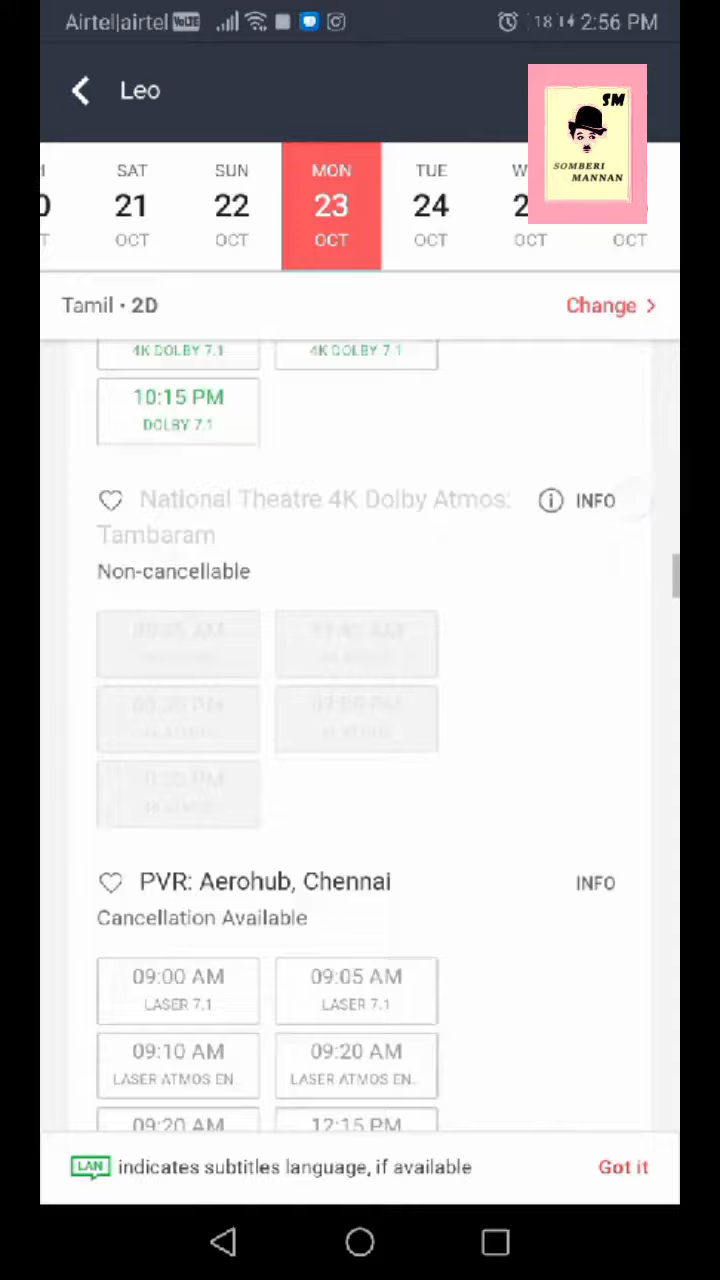 Airtel|airtel VoLTE 18 14 2:56 PM
Leo
SM
SOMBERI
MANNAN
SAT SUN MON TUE
21 22 23 24
OCT OCT OCT OCT OCT OCT
Tamil • 2D Change >
4K DOLBY 7.1 4K DOLBY 7.1
10:15 PM
DOLBY 7.1
National Theatre 4K Dolby Atmos: INFO
Tambaram
Non-cancellable
PVR: Aerohub, Chennai INFO
Cancellation Available
09:00 AM 09:05 AM
LASER 7.1 LASER 7.1
09:10 AM 09:20 AM
LASER ATMOS EN.. LASER ATMOS EN..
09:20 AM 12:15 PM
LAN indicates subtitles language, if available Got it